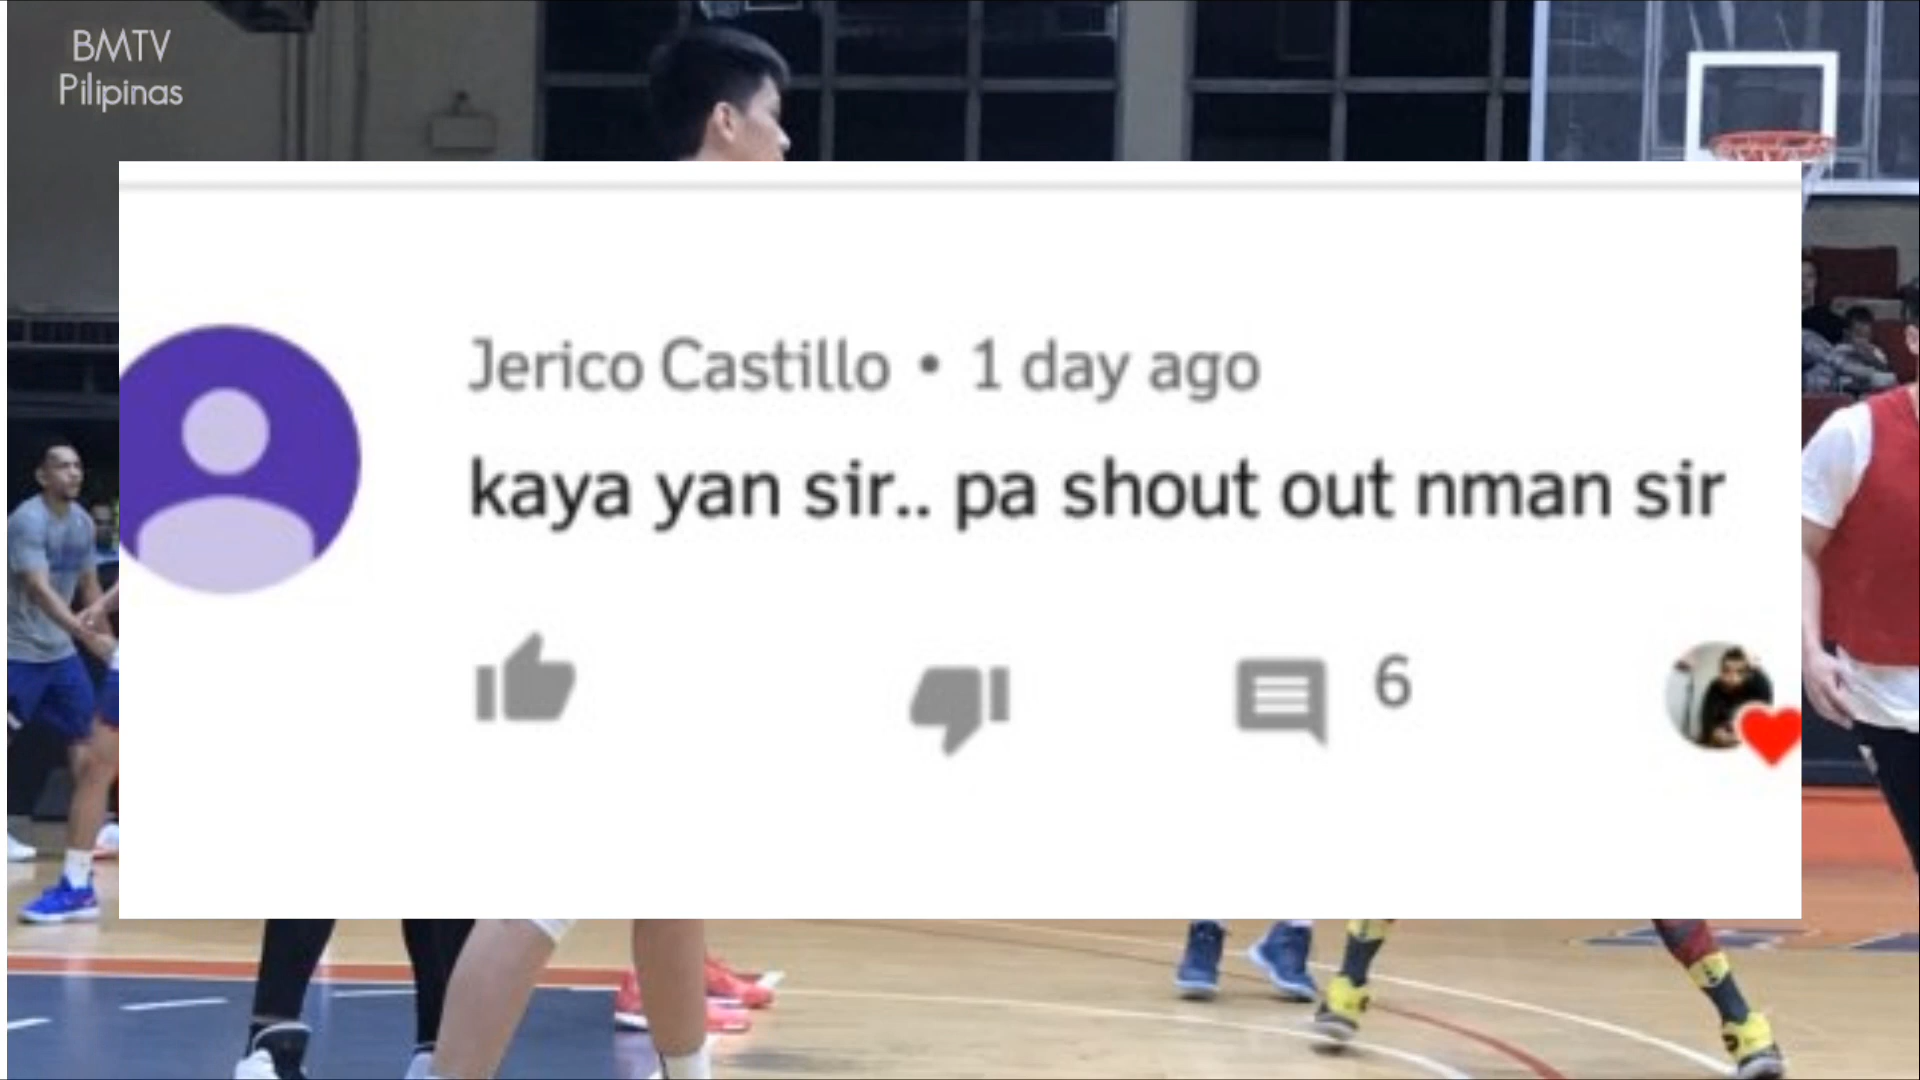 BMTV
Pilipinas
Jerico Castillo • 1 day ago
kaya yan sir.. pa shout out nman sir
6